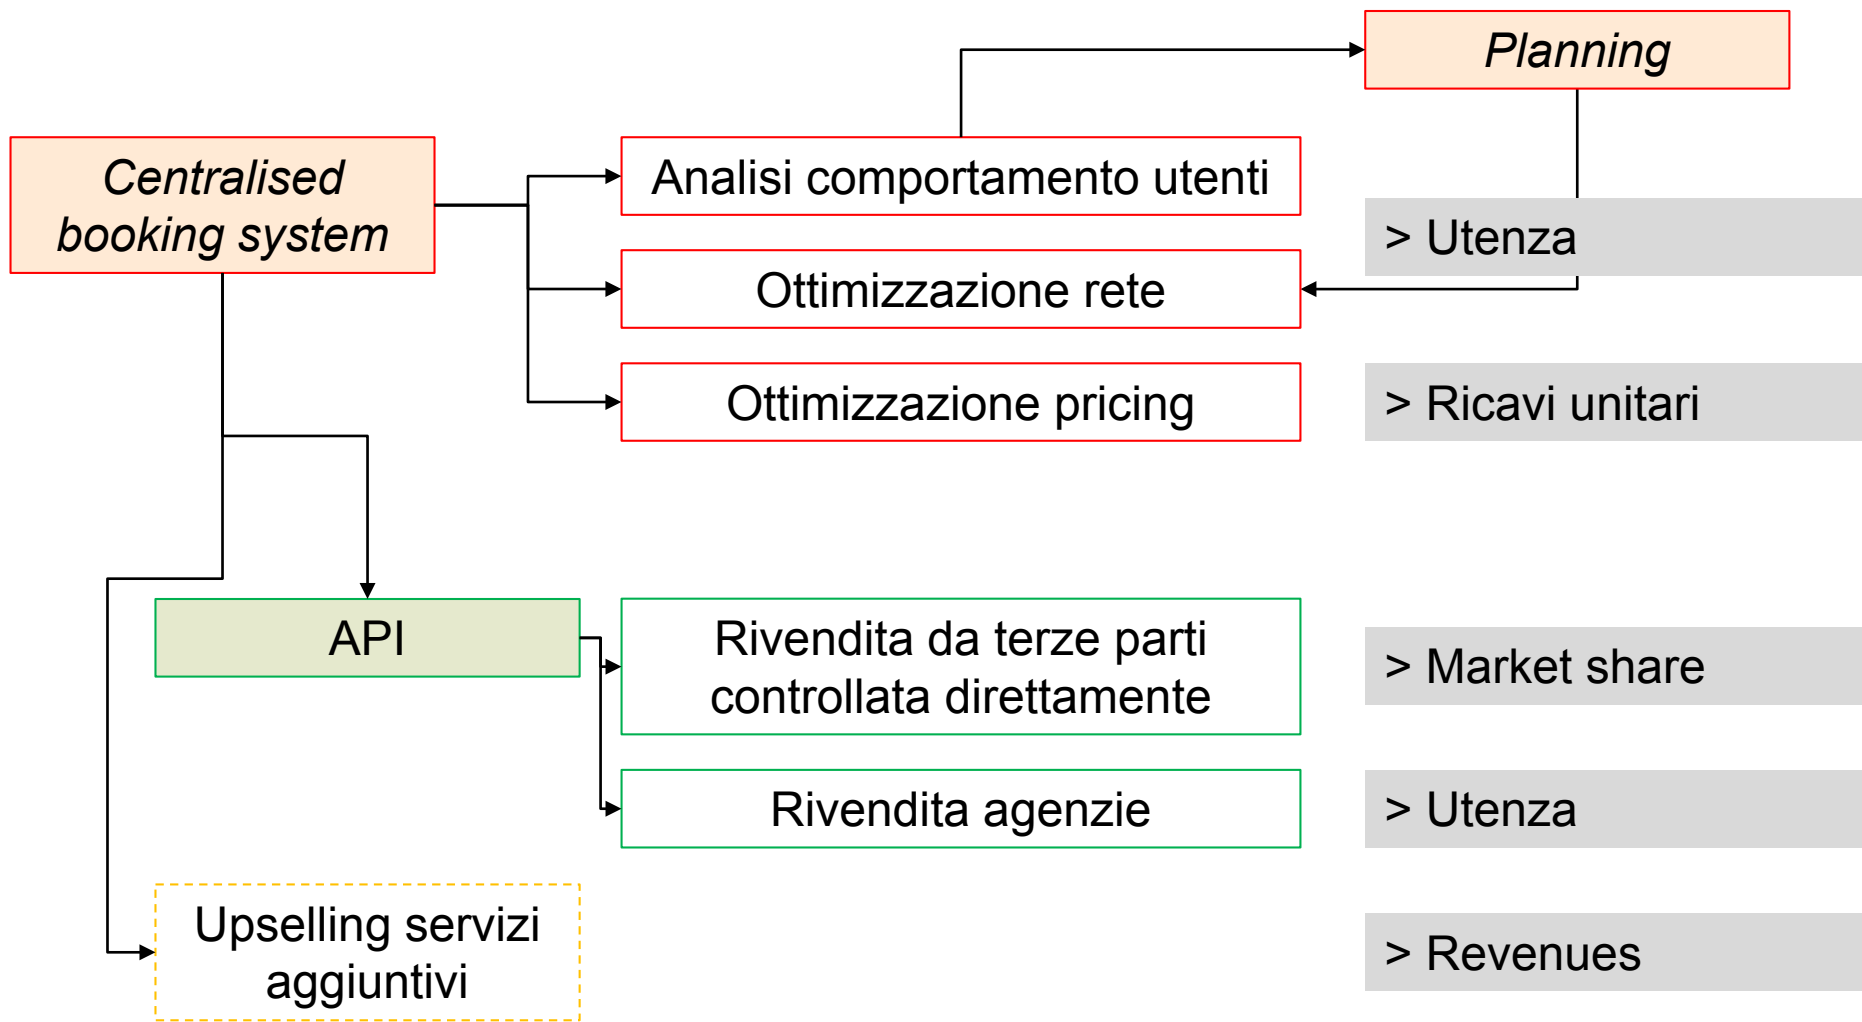 Planning
Centralised
booking system
Analisi comportamento utenti
> Utenza
Ottimizzazione rete
Ottimizzazione pricing
> Ricavi unitari
API
Rivendita da terze parti
controllata direttamente
> Market share
Rivendita agenzie
> Utenza
Upselling servizi
aggiuntivi
> Revenues